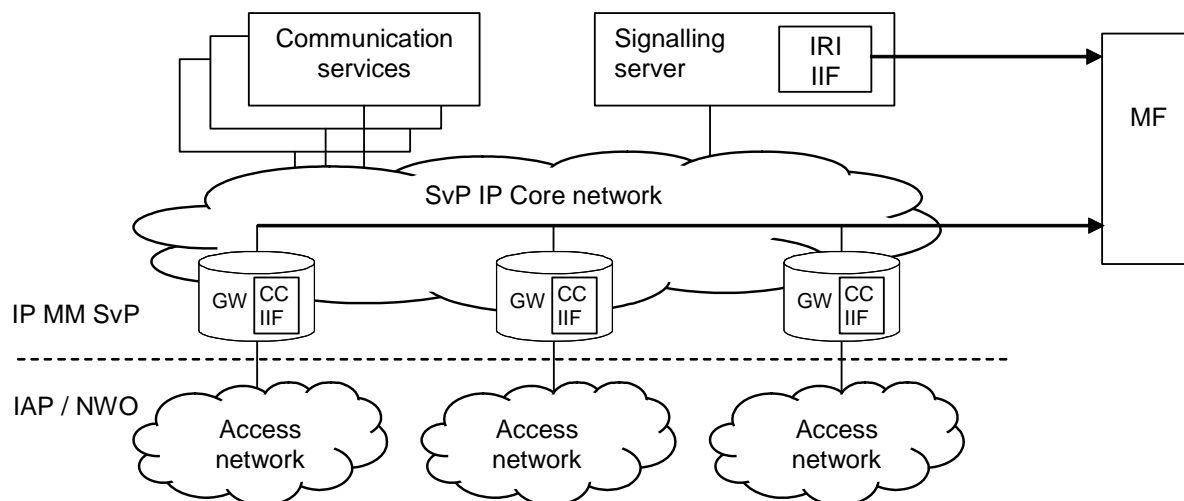 Communication
services
Signalling
server
IRI
IIF
MF
SvP IP Core network
GW
CC
IIF
GW
CC
IIF
GW
CC
IIF
IP MM SvP
IAP / NWO
Access
network
Access
network
Access
network